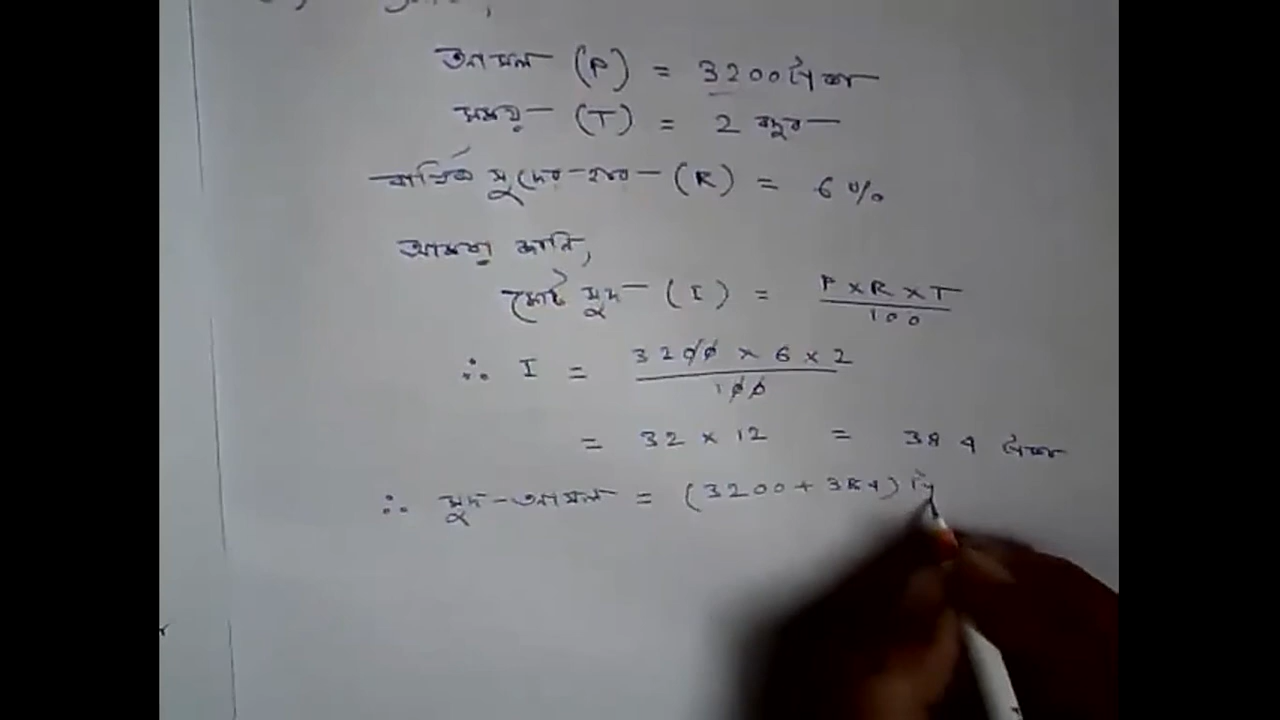 আসল (P) = 3200 টাকা
সময় (T) = 2 বছর
বার্ষিক সুদের হার (R) = 6%
আমরা জানি,
মোট সুদ (I) = P×R×T / 100
∴ I = 3200 × 6 × 2 / 100
= 32 × 12 = 384 টাকা
∴ সুদ-আসল = (3200 + 384)